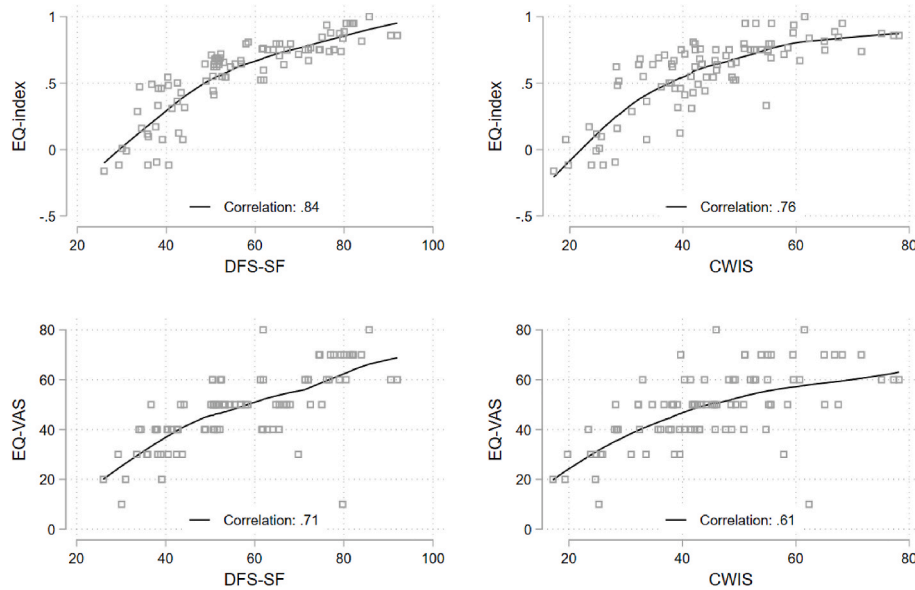 1
.5
0
-.5
EQ-index
Correlation: .84
20 40 60 80 100
DFS-SF
1
.5
0
-.5
EQ-index
Correlation: .76
20 40 60 80
CWIS
80
60
40
20
0
EQ-VAS
Correlation: .71
20 40 60 80 100
DFS-SF
80
60
40
20
0
EQ-VAS
Correlation: .61
20 40 60 80
CWIS